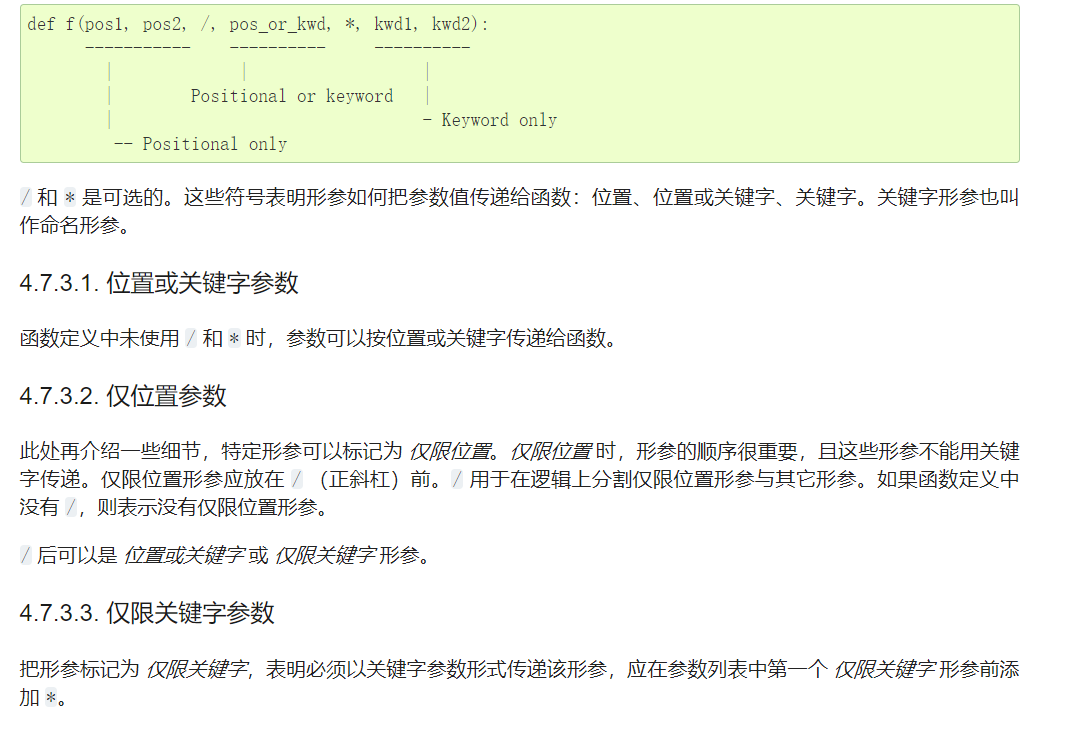 def f(pos1, pos2, /, pos_or_kwd, *, kwd1, kwd2):
-----------    ----------     ----------
|             |                  |
|        Positional or keyword   |
|                                - Keyword only
-- Positional only
/ 和 * 是可选的。这些符号表明形参如何把参数值传递给函数：位置、位置或关键字、关键字。关键字形参也叫
作命名形参。
4.7.3.1. 位置或关键字参数
函数定义中未使用 / 和 * 时，参数可以按位置或关键字传递给函数。
4.7.3.2. 仅位置参数
此处再介绍一些细节，特定形参可以标记为 仅限位置。仅限位置 时，形参的顺序很重要，且这些形参不能用关键
字传递。仅限位置形参应放在 / （正斜杠）前。/ 用于在逻辑上分割仅限位置形参与其它形参。如果函数定义中
没有 /，则表示没有仅限位置形参。
/ 后可以是 位置或关键字 或 仅限关键字 形参。
4.7.3.3. 仅限关键字参数
把形参标记为 仅限关键字，表明必须以关键字参数形式传递该形参，应在参数列表中第一个 仅限关键字 形参前添
加 *。